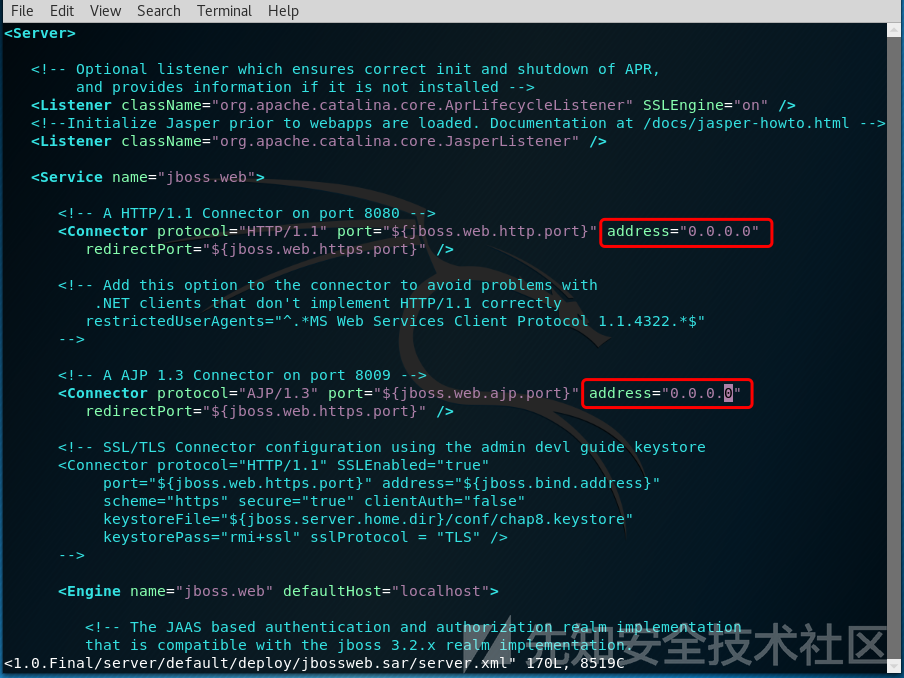 File Edit View Search Terminal Help
<Server>
<!-- Optional listener which ensures correct init and shutdown of APR,
and provides information if it is not installed -->
<Listener className="org.apache.catalina.core.AprLifecycleListener" SSLEngine="on" />
<!--Initialize Jasper prior to webapps are loaded. Documentation at /docs/jasper-howto.html -->
<Listener className="org.apache.catalina.core.JasperListener" />
<Service name="jboss.web">
<!-- A HTTP/1.1 Connector on port 8080 -->
<Connector protocol="HTTP/1.1" port="${jboss.web.http.port}" address="0.0.0.0"
redirectPort="${jboss.web.https.port}" />
<!-- Add this option to the connector to avoid problems with
.NET clients that don't implement HTTP/1.1 correctly
restrictedUserAgents="^.*MS Web Services Client Protocol 1.1.4322.*$"
-->
<!-- A AJP 1.3 Connector on port 8009 -->
<Connector protocol="AJP/1.3" port="${jboss.web.ajp.port}" address="0.0.0.0"
redirectPort="${jboss.web.https.port}" />
<!-- SSL/TLS Connector configuration using the admin devl guide keystore
<Connector protocol="HTTP/1.1" SSLEnabled="true"
port="${jboss.web.https.port}" address="${jboss.bind.address}"
scheme="https" secure="true" clientAuth="false"
keystoreFile="${jboss.server.home.dir}/conf/chap8.keystore"
keystorePass="rmi+ssl" sslProtocol = "TLS" />
-->
<Engine name="jboss.web" defaultHost="localhost">
<!-- The JAAS based authentication and authorization realm implementation
that is compatible with the jboss 3.2.x realm implementation.
先知安全技术社区
<1.0.Final/server/default/deploy/jbossweb.sar/server.xml" 170L, 8519C